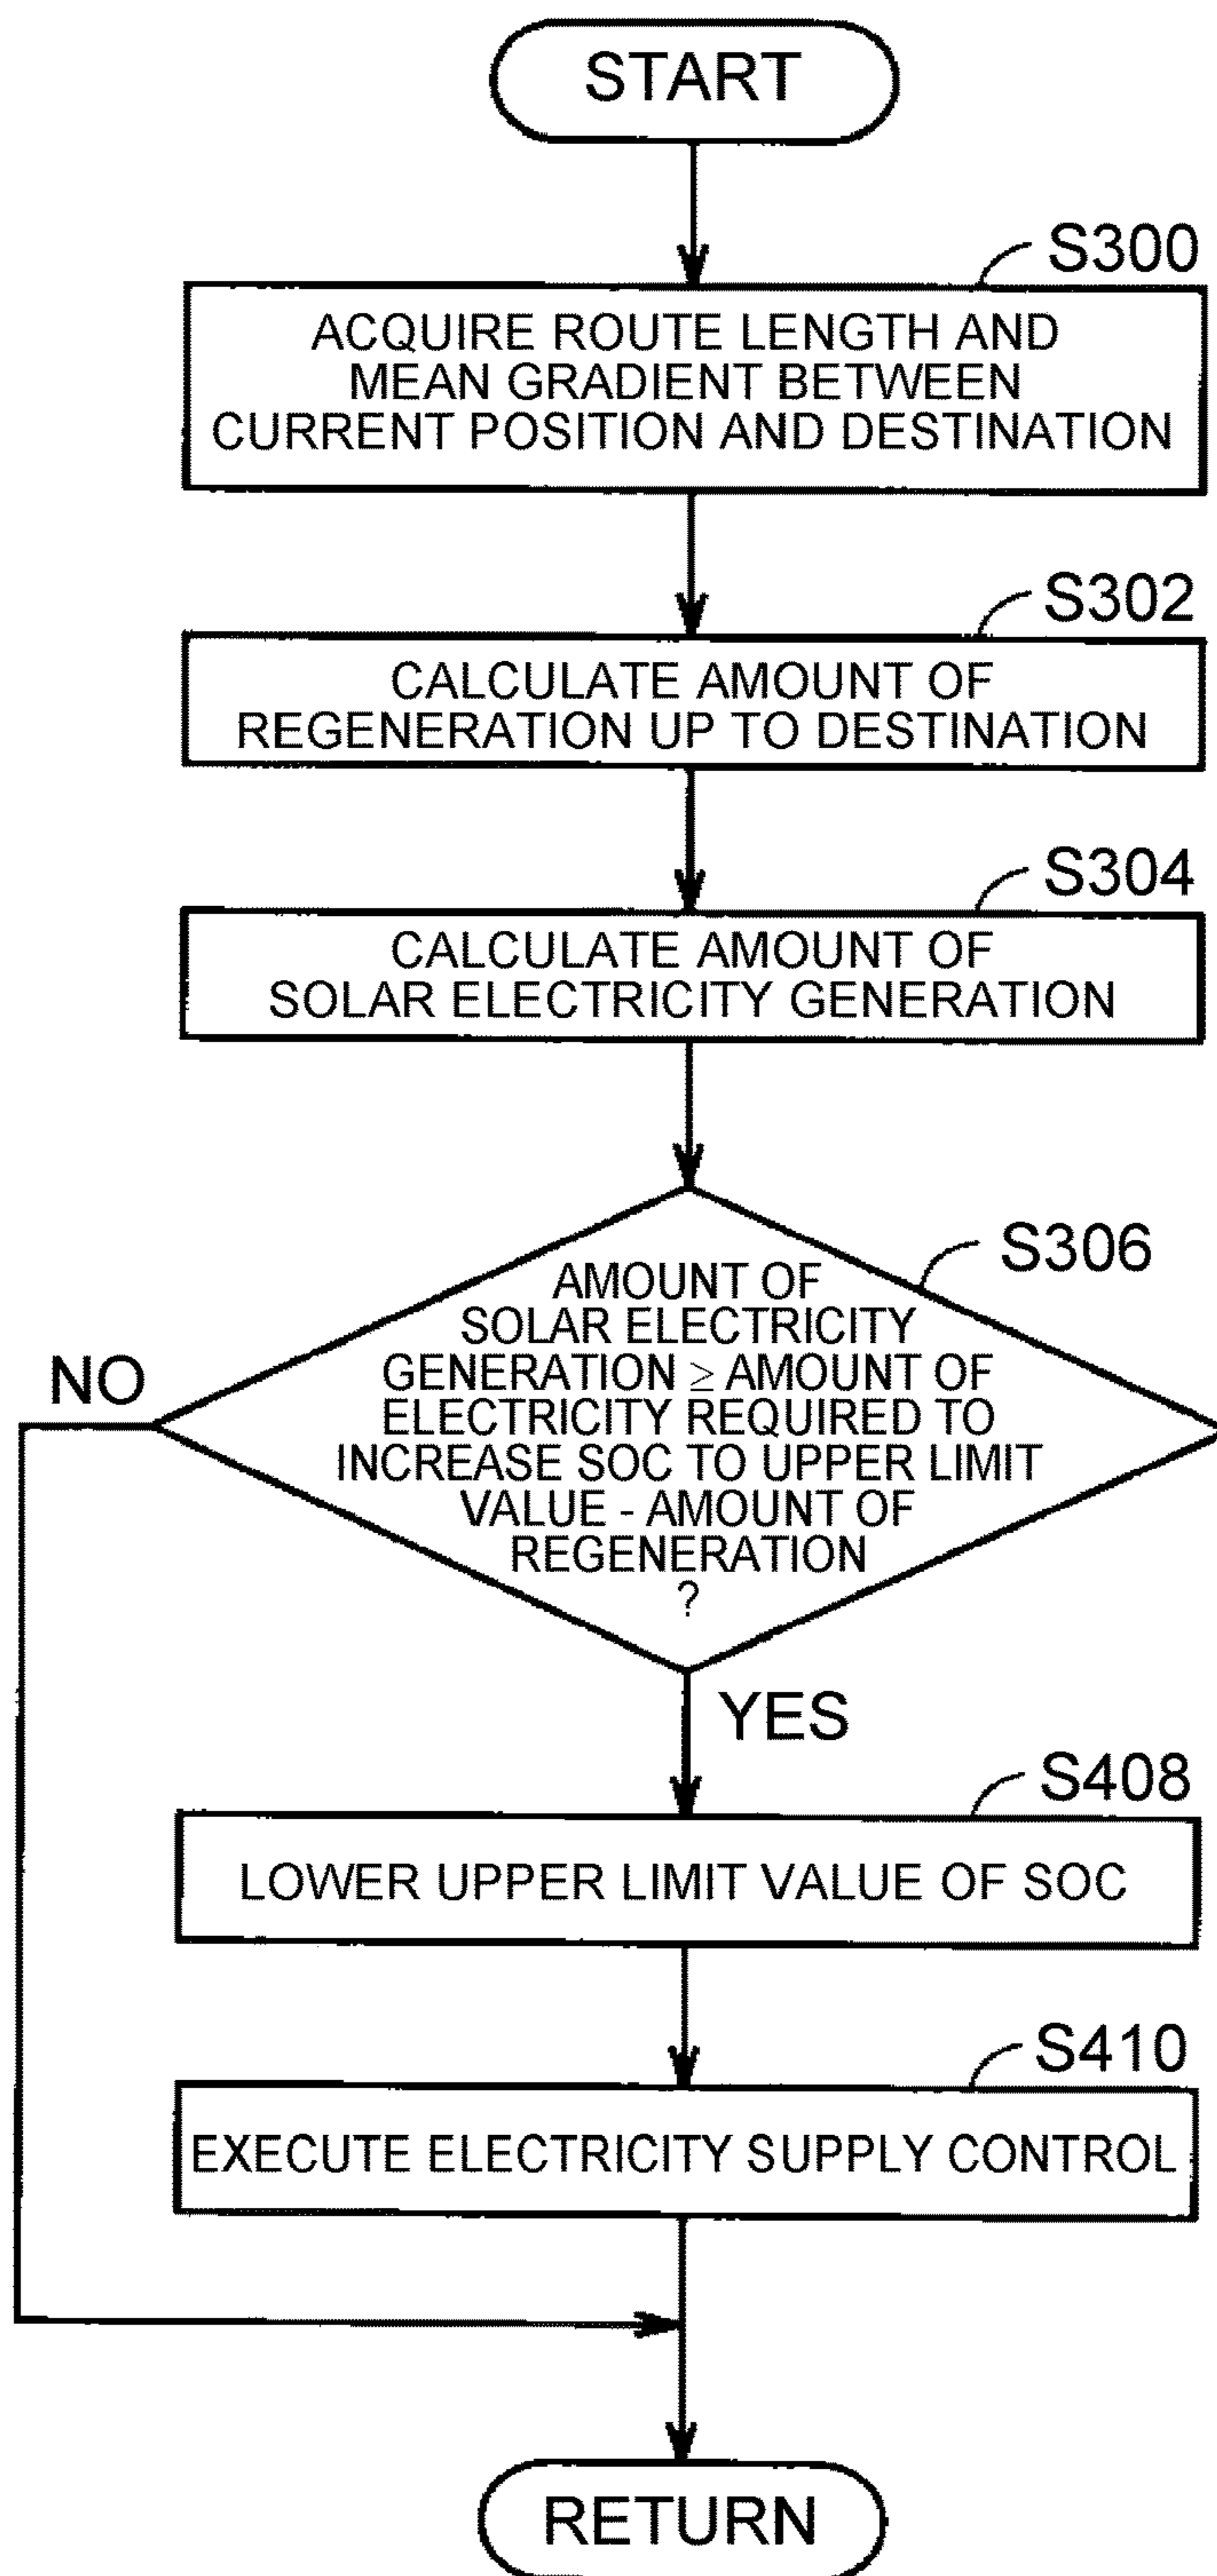 START
S300
ACQUIRE ROUTE LENGTH AND
MEAN GRADIENT BETWEEN
CURRENT POSITION AND DESTINATION
S302
CALCULATE AMOUNT OF
REGENERATION UP TO DESTINATION
S304
CALCULATE AMOUNT OF
SOLAR ELECTRICITY GENERATION
S306
AMOUNT OF
SOLAR ELECTRICITY
GENERATION ≥ AMOUNT OF
ELECTRICITY REQUIRED TO
INCREASE SOC TO UPPER LIMIT
VALUE - AMOUNT OF
REGENERATION
?
NO
YES
S408
LOWER UPPER LIMIT VALUE OF SOC
S410
EXECUTE ELECTRICITY SUPPLY CONTROL
RETURN